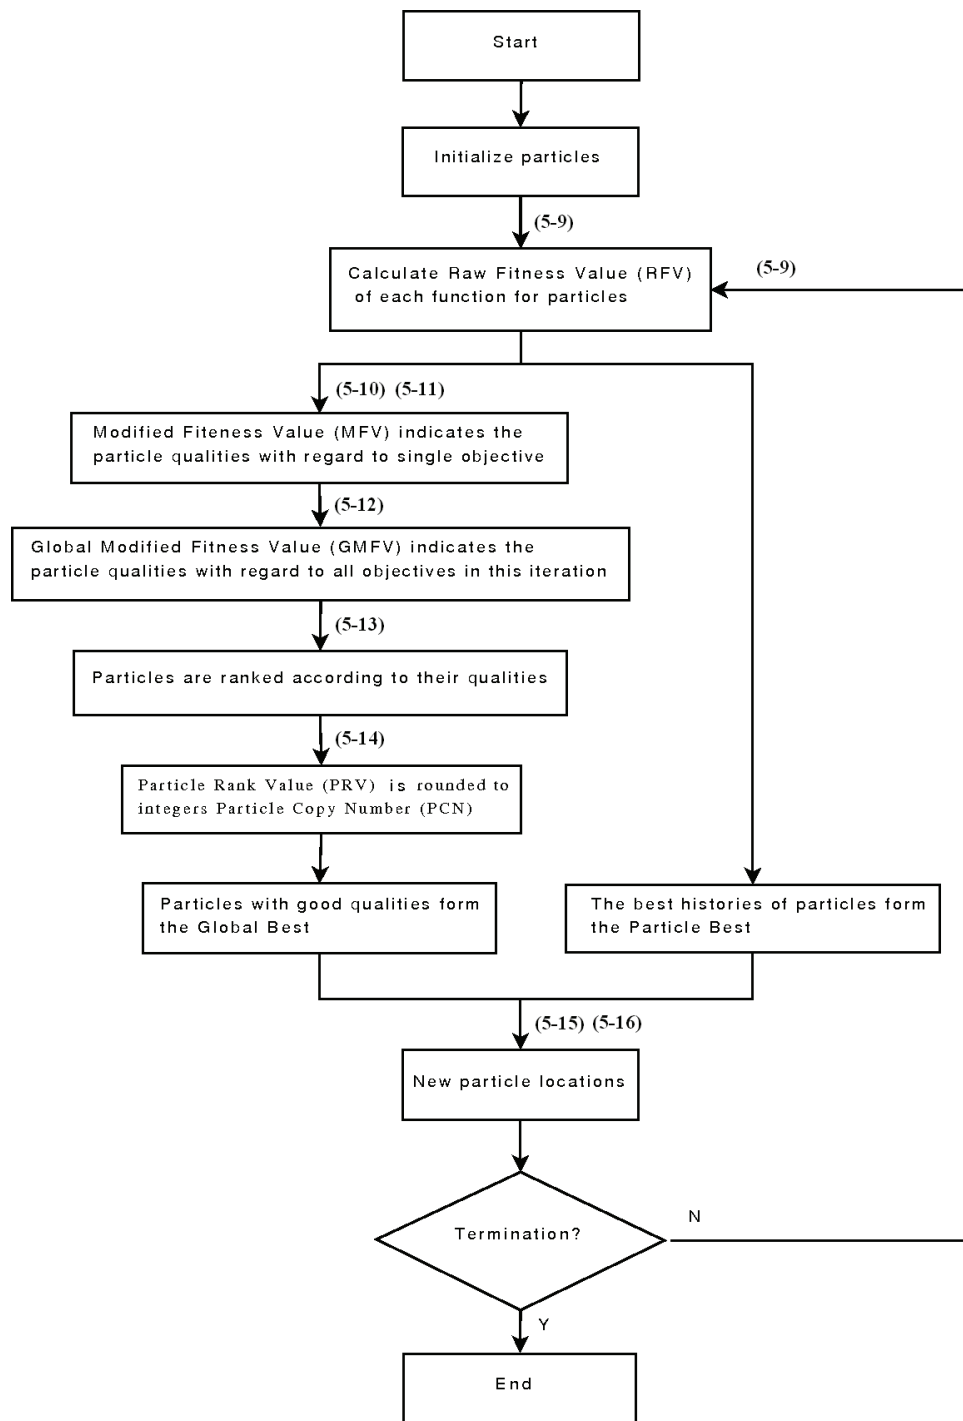 Start
Initialize particles
(5-9)
Calculate Raw Fitness Value (RFV)
of each function for particles
(5-9)
(5-10) (5-11)
Modified Fiteness Value (MFV) indicates the
particle qualities with regard to single objective
(5-12)
Global Modified Fitness Value (GMFV) indicates the
particle qualities with regard to all objectives in this iteration
(5-13)
Particles are ranked according to their qualities
(5-14)
Particle Rank Value (PRV) is rounded to
integers Particle Copy Number (PCN)
Particles with good qualities form
the Global Best
The best histories of particles form
the Particle Best
(5-15) (5-16)
New particle locations
Termination?
N
Y
End